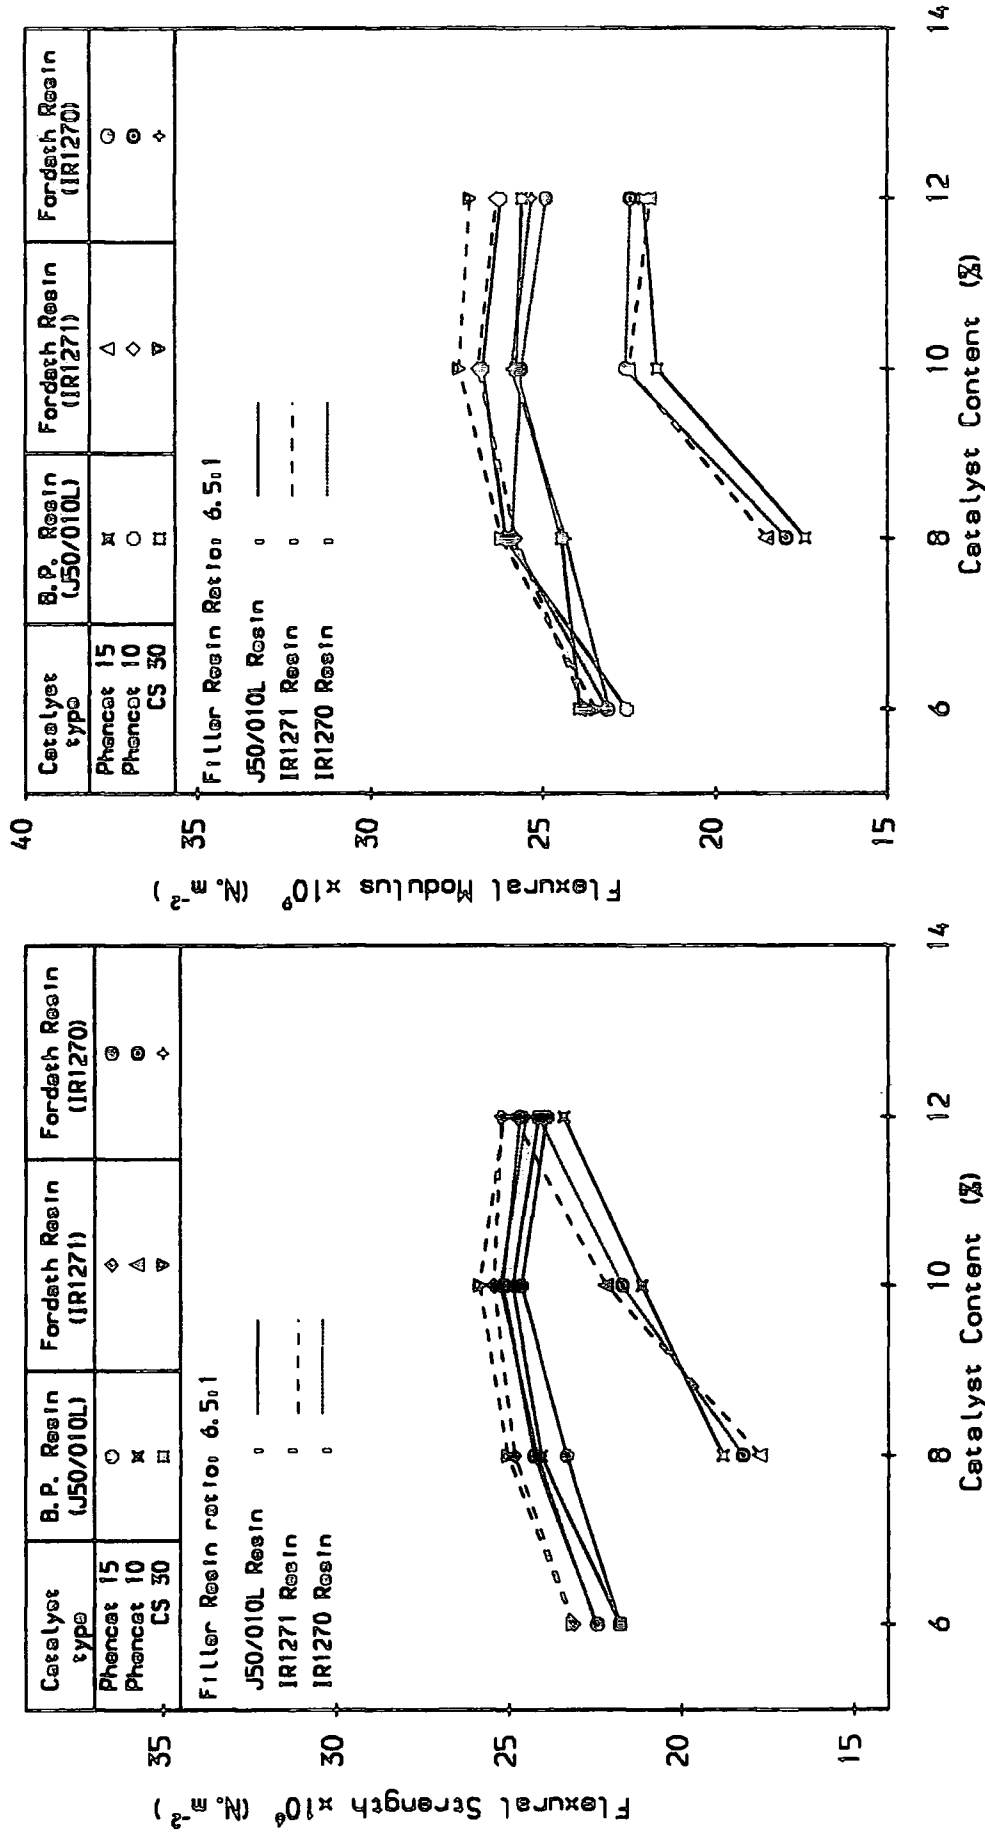 Catalyst type
B.P. Resin (J50/010L)
Fordath Resin (IR1271)
Fordath Resin (IR1270)
Phencat 15
Phencat 10
CS 30
Filler Resin ratio: 6.5:1
J50/010L Resin :
IR1271 Resin :
IR1270 Resin :
35
30
25
20
15
Flexural Strength ×10⁶ (N.m⁻²)
6 8 10 12 14
Catalyst Content (%)
Catalyst type
B.P. Resin (J50/010L)
Fordath Resin (IR1271)
Fordath Resin (IR1270)
Phencat 15
Phencat 10
CS 30
Filler Resin Ratio: 6.5:1
J50/010L Resin :
IR1271 Resin :
IR1270 Resin :
40
35
30
25
20
15
Flexural Modulus ×10⁹ (N.m⁻²)
6 8 10 12 14
Catalyst Content (%)